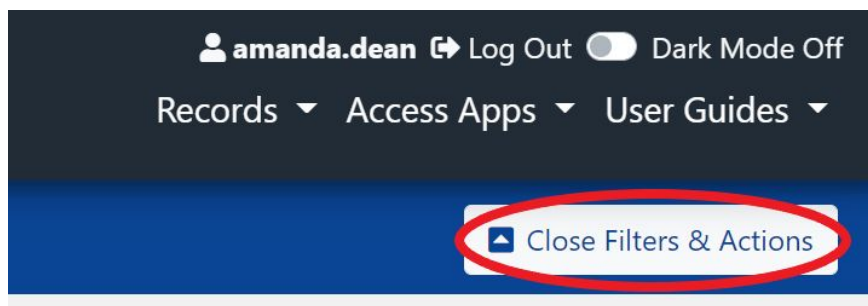 amanda.dean Log Out Dark Mode Off
Records Access Apps User Guides
Close Filters & Actions